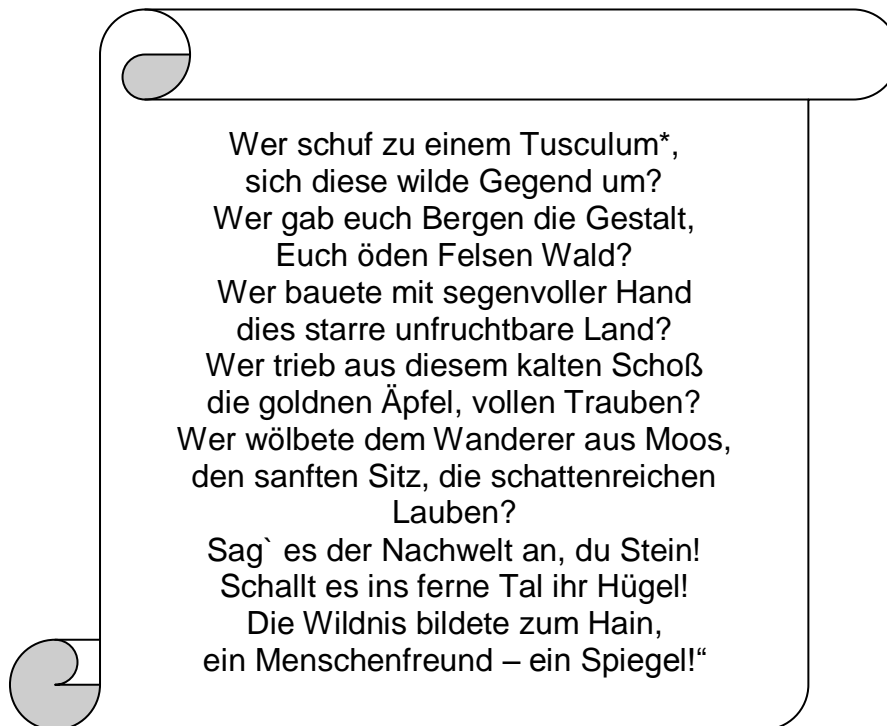 Wer schuf zu einem Tusculum*,
sich diese wilde Gegend um?
Wer gab euch Bergen die Gestalt,
Euch öden Felsen Wald?
Wer bauete mit segenvoller Hand
dies starre unfruchtbare Land?
Wer trieb aus diesem kalten Schoß
die goldnen Äpfel, vollen Trauben?
Wer wölbete dem Wanderer aus Moos,
den sanften Sitz, die schattenreichen
Lauben?
Sag` es der Nachwelt an, du Stein!
Schallt es ins ferne Tal ihr Hügel!
Die Wildnis bildete zum Hain,
ein Menschenfreund – ein Spiegel!“